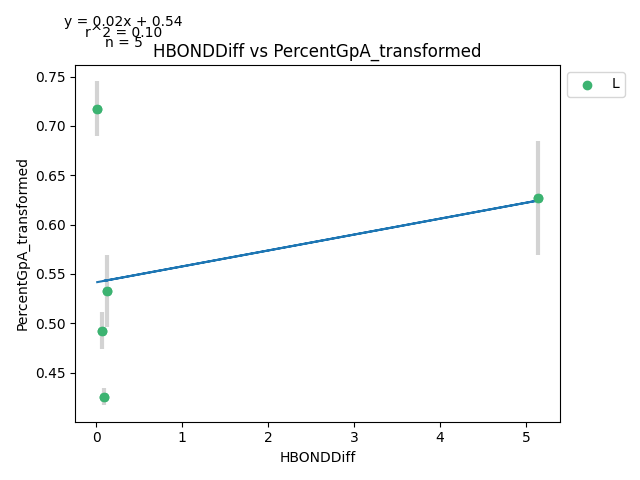 y = 0.02x + 0.54
r^2 = 0.10
n = 5
HBONDDiff vs PercentGpA_transformed
L
PercentGpA_transformed
0.75
0.70
0.65
0.60
0.55
0.50
0.45
0 1 2 3 4 5
HBONDDiff